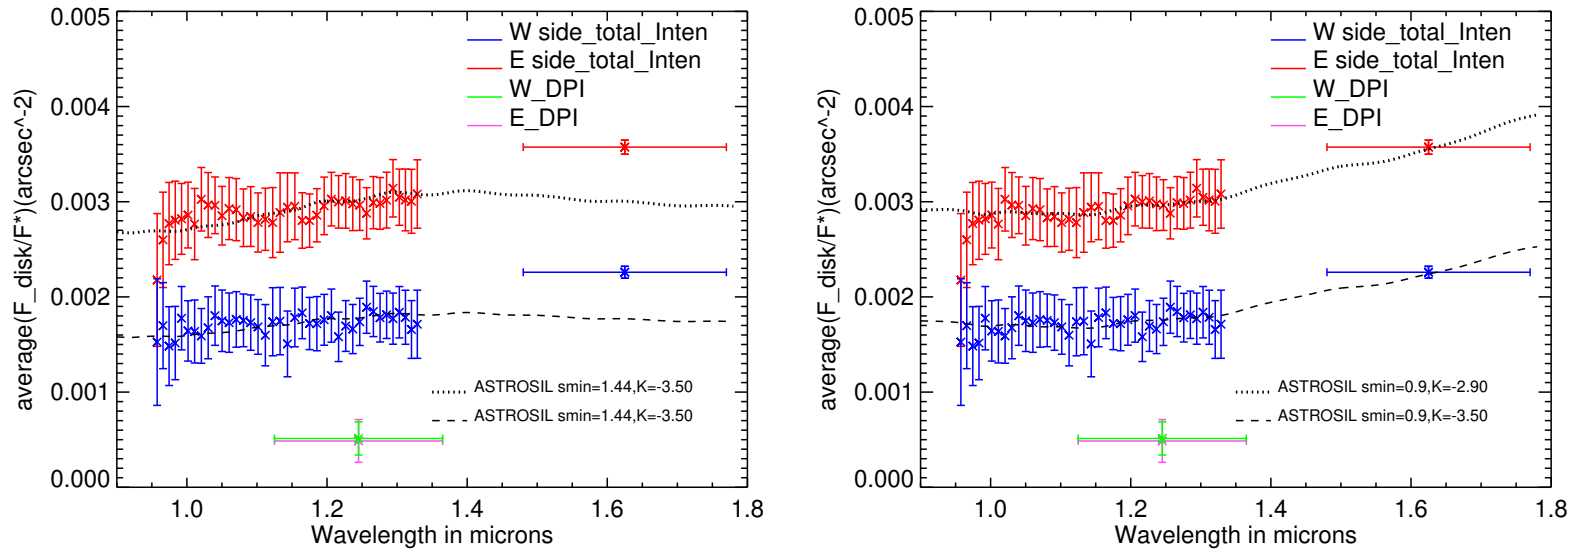 0.005
0.004
0.003
0.002
0.001
0.000
average(F_disk/F*)(arcsec^-2)
W side_total_Inten
E side_total_Inten
W_DPI
E_DPI
ASTROSIL smin=1.44,K=-3.50
ASTROSIL smin=1.44,K=-3.50
1.0 1.2 1.4 1.6 1.8
Wavelength in microns
0.005
0.004
0.003
0.002
0.001
0.000
average(F_disk/F*)(arcsec^-2)
W side_total_Inten
E side_total_Inten
W_DPI
E_DPI
ASTROSIL smin=0.9,K=-2.90
ASTROSIL smin=0.9,K=-3.50
1.0 1.2 1.4 1.6 1.8
Wavelength in microns